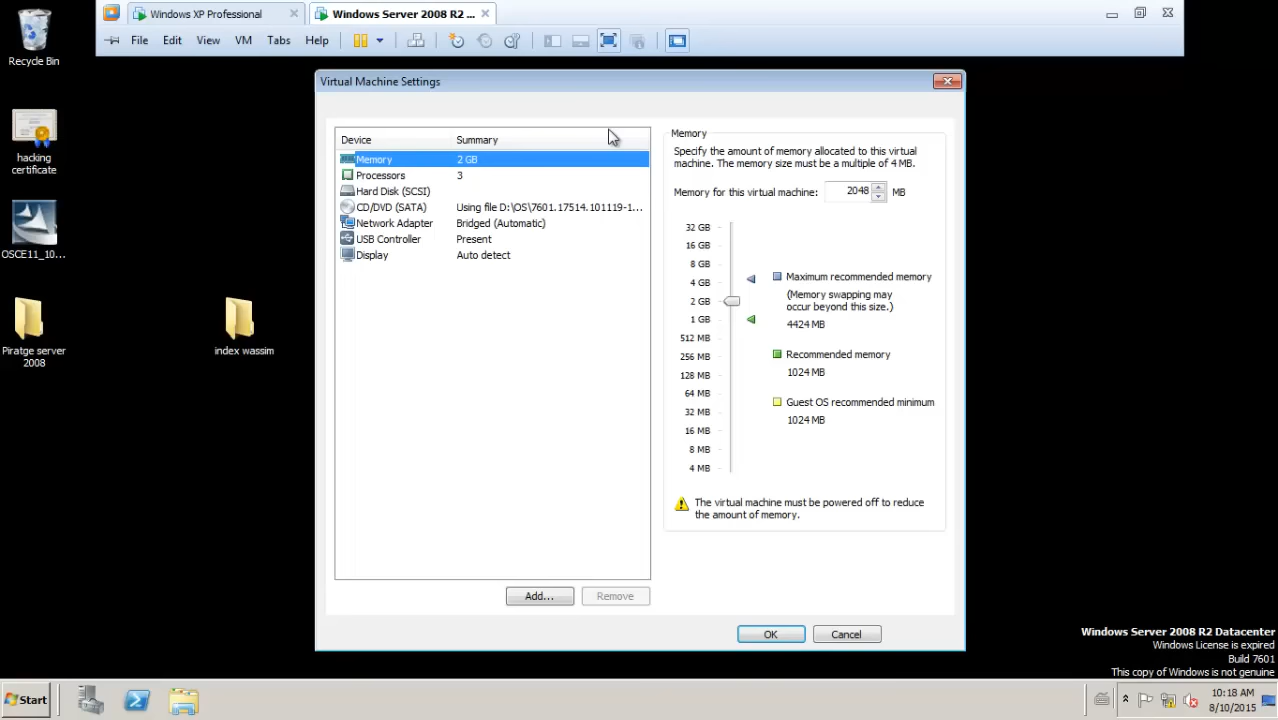 Windows XP Professional
Windows Server 2008 R2 ...
File Edit View VM Tabs Help
Recycle Bin
hacking
certificate
OSCE11_10...
Piratge server
2008
index wassim
Virtual Machine Settings
Device Summary
Memory 2 GB
Processors 3
Hard Disk (SCSI)
CD/DVD (SATA) Using file D:\OS\7601.17514.101119-1...
Network Adapter Bridged (Automatic)
USB Controller Present
Display Auto detect
Add... Remove
Memory
Specify the amount of memory allocated to this virtual
machine. The memory size must be a multiple of 4 MB.
Memory for this virtual machine: 2048 MB
32 GB
16 GB
8 GB
4 GB
2 GB
1 GB
512 MB
256 MB
128 MB
64 MB
32 MB
16 MB
8 MB
4 MB
Maximum recommended memory
(Memory swapping may
occur beyond this size.)
4424 MB
Recommended memory
1024 MB
Guest OS recommended minimum
1024 MB
The virtual machine must be powered off to reduce
the amount of memory.
OK Cancel
Windows Server 2008 R2 Datacenter
Windows License is expired
Build 7601
This copy of Windows is not genuine
Start
10:18 AM
8/10/2015